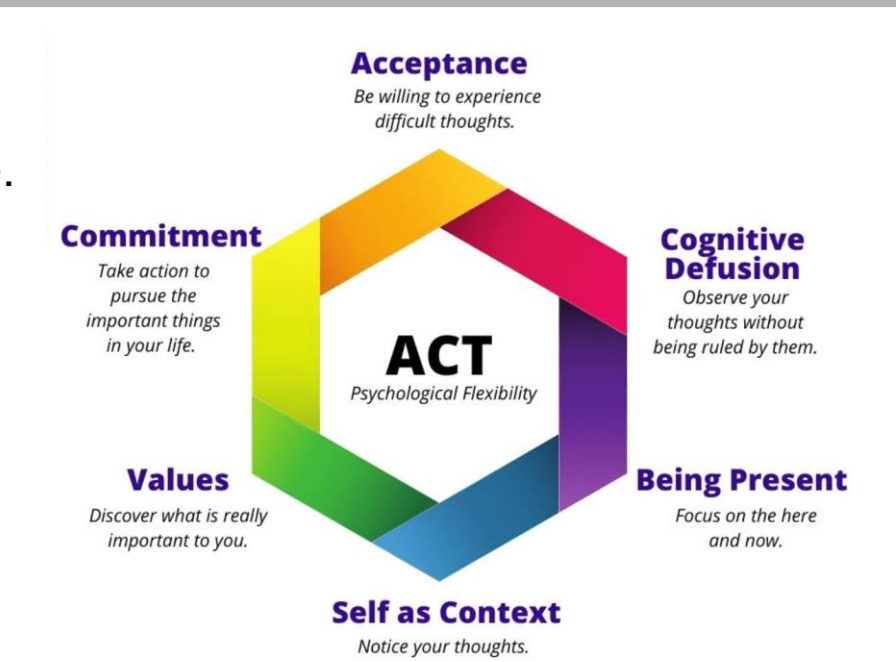 Acceptance
Be willing to experience
difficult thoughts.
.
Commitment
Take action to
pursue the
important things
in your life.
Cognitive
Defusion
Observe your
thoughts without
being ruled by them.
ACT
Psychological Flexibility
Values
Discover what is really
important to you.
Being Present
Focus on the here
and now.
Self as Context
Notice your thoughts.